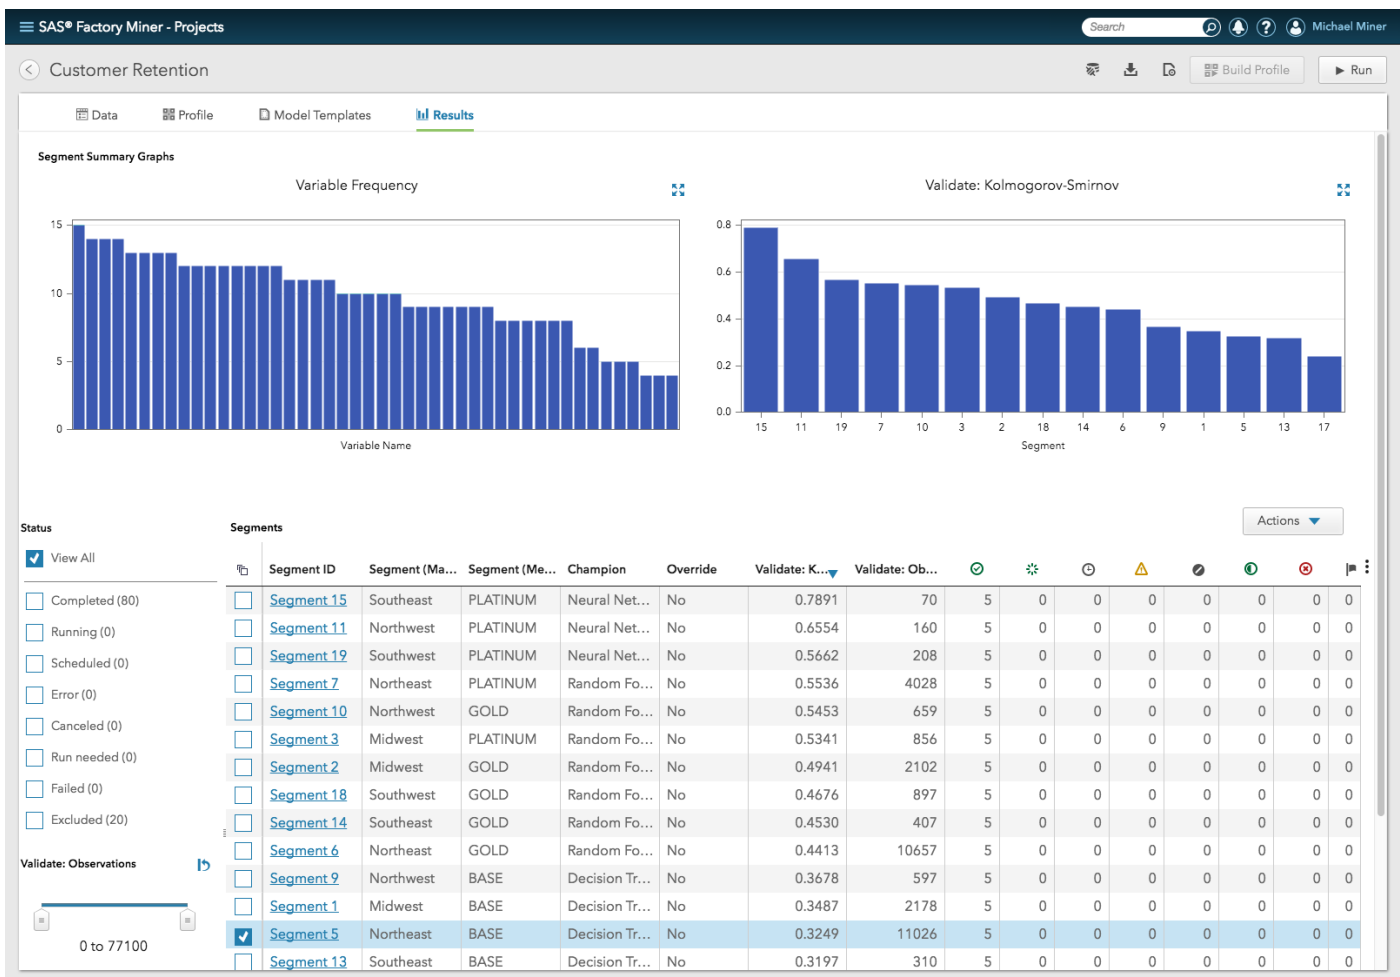 SAS® Factory Miner - Projects
Search
Michael Miner
Customer Retention
Build Profile
Run
Data
Profile
Model Templates
Results
Segment Summary Graphs
Variable Frequency
15
10
5
0
Variable Name
Validate: Kolmogorov-Smirnov
0.8
0.6
0.4
0.2
0.0
15 11 19 7 10 3 2 18 14 6 9 1 5 13 17
Segment
Status
View All
Completed (80)
Running (0)
Scheduled (0)
Error (0)
Canceled (0)
Run needed (0)
Failed (0)
Excluded (20)
Validate: Observations
0 to 77100
Segments
Actions
Segment ID Segment (Ma... Segment (Me... Champion Override Validate: K... Validate: Ob...
Segment 15 Southeast PLATINUM Neural Net... No 0.7891 70 5 0 0 0 0 0 0 0
Segment 11 Northwest PLATINUM Neural Net... No 0.6554 160 5 0 0 0 0 0 0 0
Segment 19 Southwest PLATINUM Neural Net... No 0.5662 208 5 0 0 0 0 0 0 0
Segment 7 Northeast PLATINUM Random Fo... No 0.5536 4028 5 0 0 0 0 0 0 0
Segment 10 Northwest GOLD Random Fo... No 0.5453 659 5 0 0 0 0 0 0 0
Segment 3 Midwest PLATINUM Random Fo... No 0.5341 856 5 0 0 0 0 0 0 0
Segment 2 Midwest GOLD Random Fo... No 0.4941 2102 5 0 0 0 0 0 0 0
Segment 18 Southwest GOLD Random Fo... No 0.4676 897 5 0 0 0 0 0 0 0
Segment 14 Southeast GOLD Random Fo... No 0.4530 407 5 0 0 0 0 0 0 0
Segment 6 Northeast GOLD Random Fo... No 0.4413 10657 5 0 0 0 0 0 0 0
Segment 9 Northwest BASE Decision Tr... No 0.3678 597 5 0 0 0 0 0 0 0
Segment 1 Midwest BASE Decision Tr... No 0.3487 2178 5 0 0 0 0 0 0 0
Segment 5 Northeast BASE Decision Tr... No 0.3249 11026 5 0 0 0 0 0 0 0
Segment 13 Southeast BASE Decision Tr... No 0.3197 310 5 0 0 0 0 0 0 0